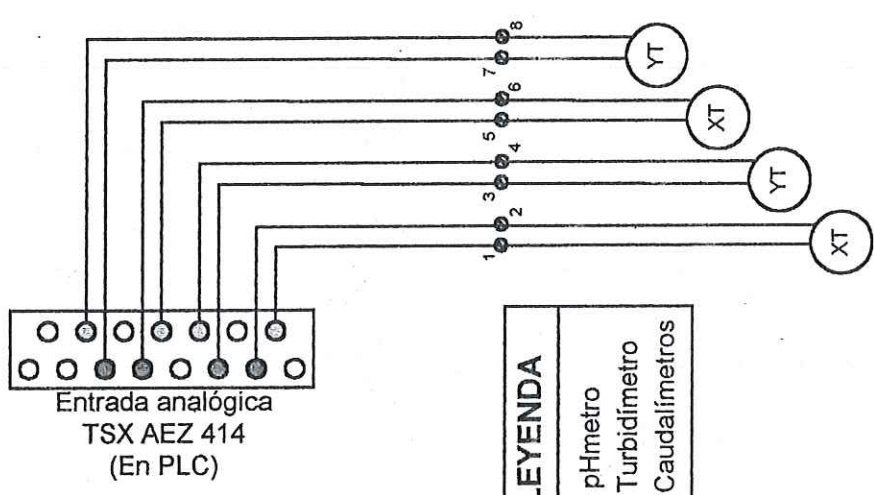 8
7
YT
6
5
XT
4
3
YT
2
1
XT
Entrada analógica
TSX AEZ 414
(En PLC)
LEYENDA
pHmetro
Turbidímetro
Caudalímetros